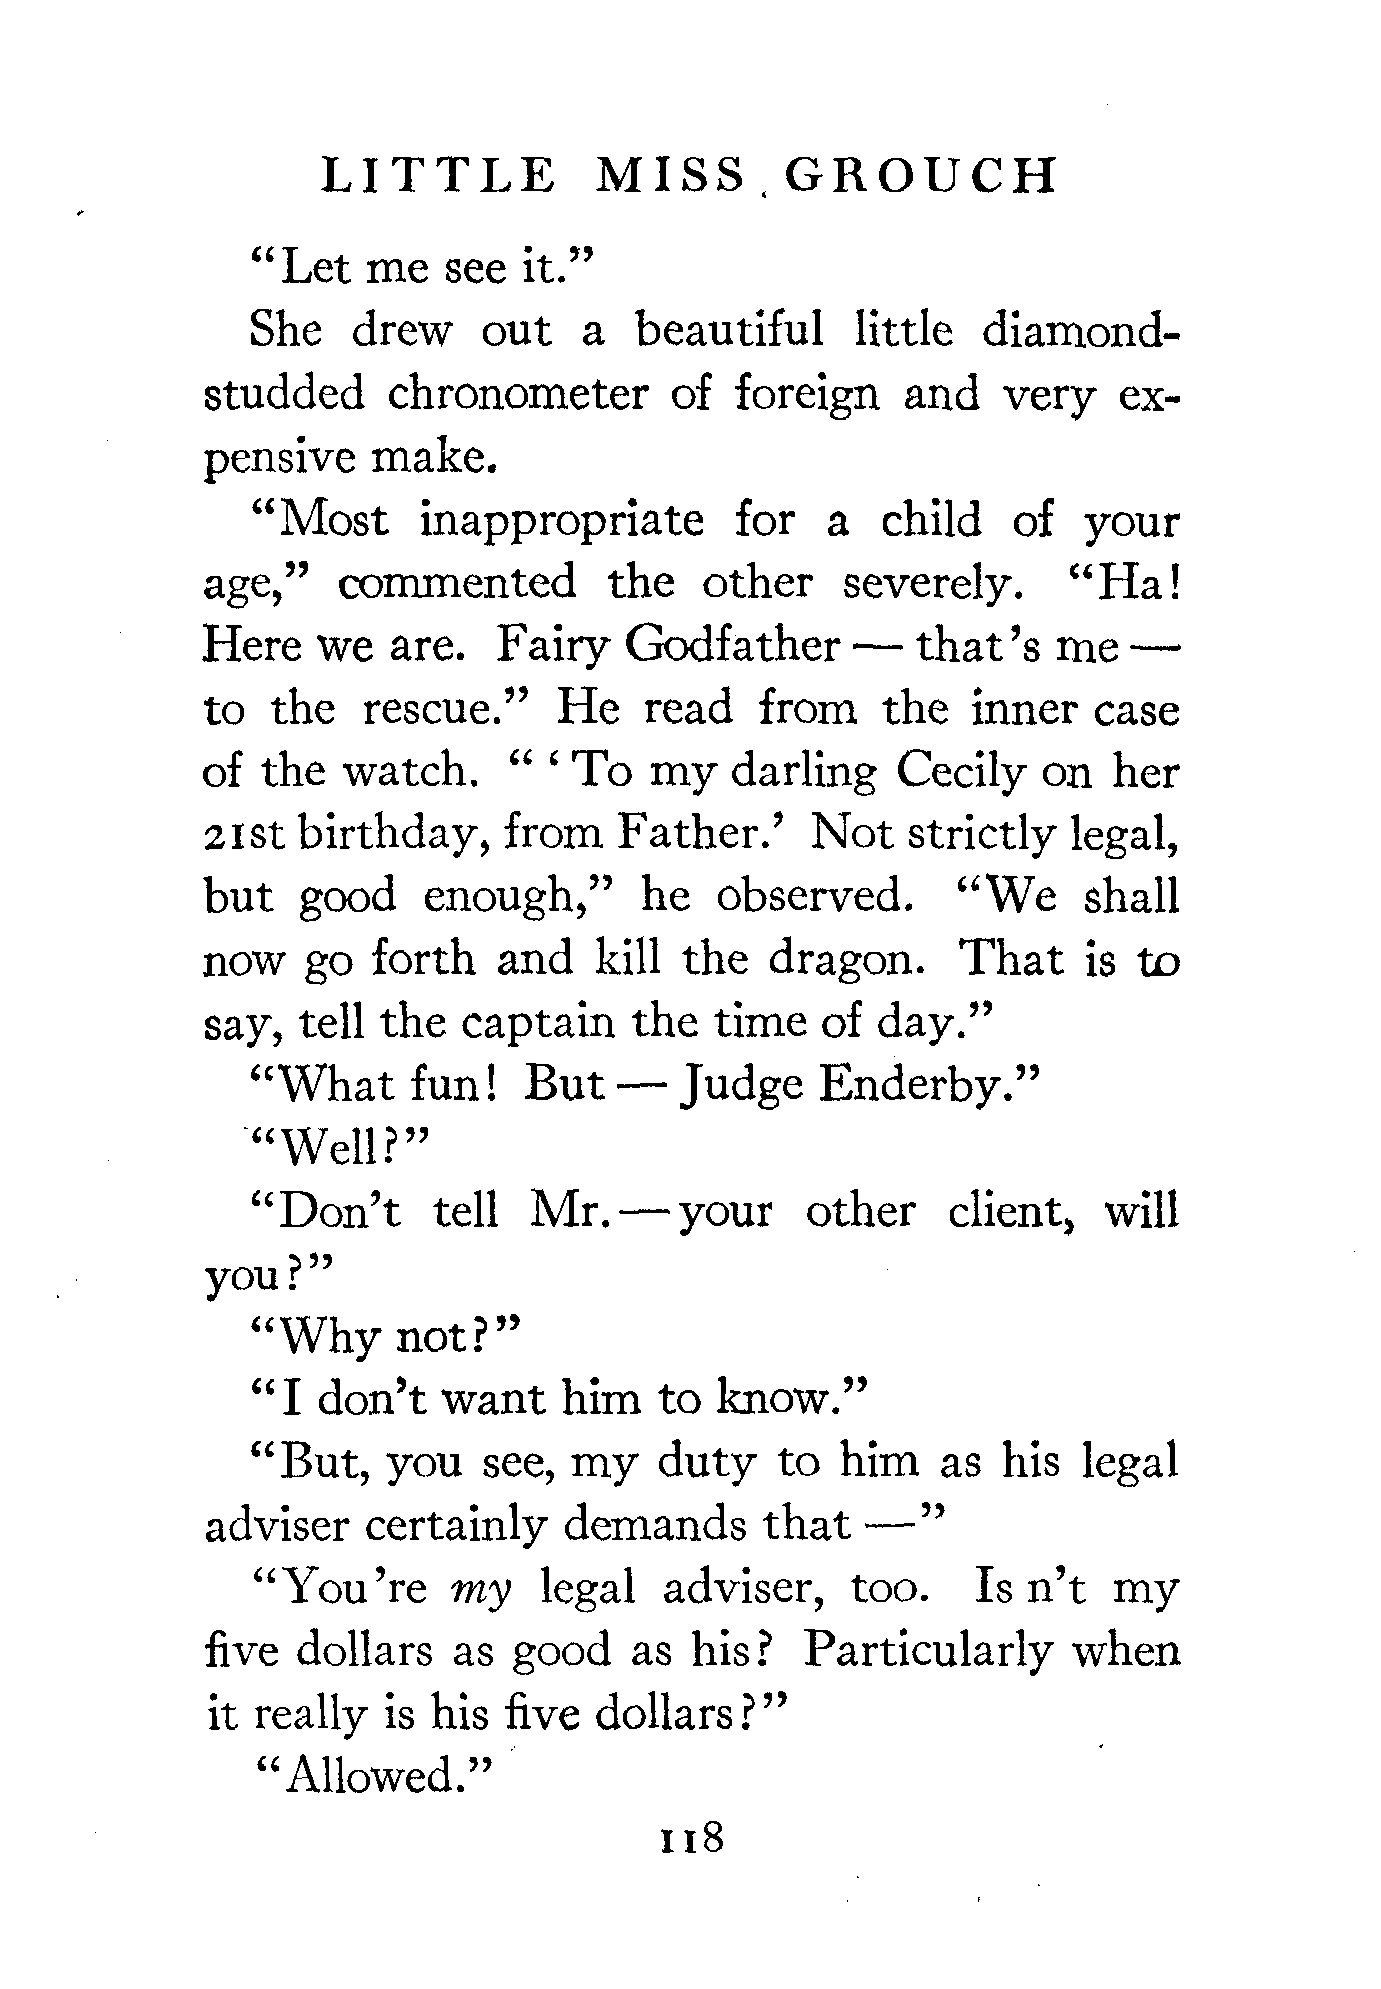 LITTLE MISS GROUCH
“Let me see it.”
She drew out a beautiful little diamond-
studded chronometer of foreign and very ex-
pensive make.
“Most inappropriate for a child of your
age,” commented the other severely. “Ha!
Here we are. Fairy Godfather — that’s me —
to the rescue.” He read from the inner case
of the watch. “ ‘To my darling Cecily on her
21st birthday, from Father.’ Not strictly legal,
but good enough,” he observed. “We shall
now go forth and kill the dragon. That is to
say, tell the captain the time of day.”
“What fun! But — Judge Enderby.”
“Well?”
“Don’t tell Mr. — your other client, will
you?”
“Why not?”
“I don’t want him to know.”
“But, you see, my duty to him as his legal
adviser certainly demands that —”
“You’re my legal adviser, too. Is n’t my
five dollars as good as his? Particularly when
it really is his five dollars?”
“Allowed.”
118